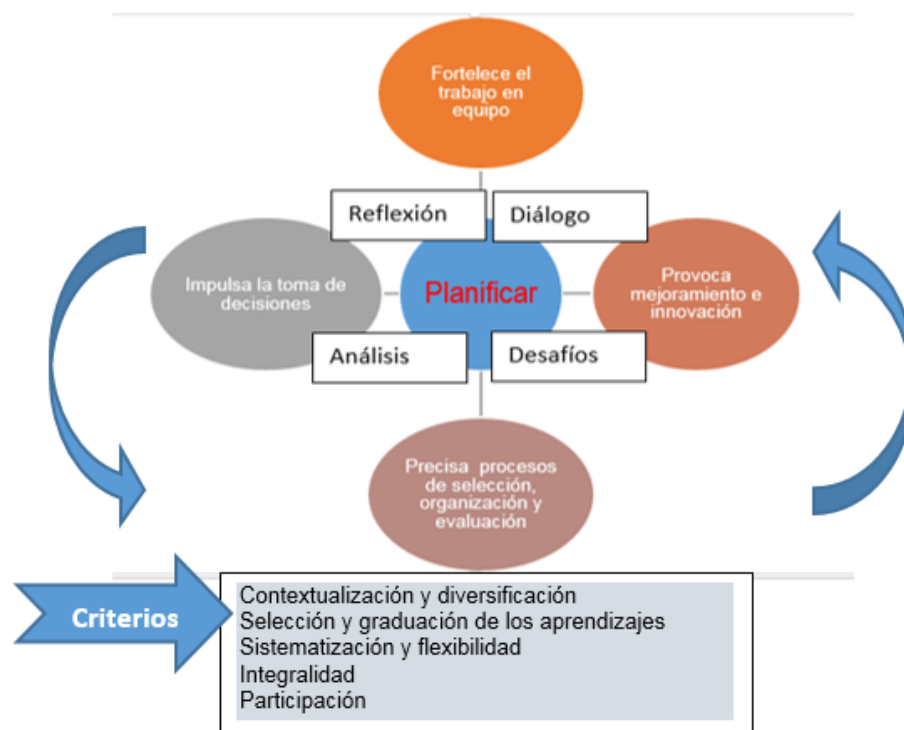 Fortelece el
trabajo en
equipo
Reflexión
Diálogo
Impulsa la toma de
decisiones
Planificar
Provoca
mejoramiento e
innovación
Análisis
Desafíos
Precisa procesos
de selección,
organización y
evaluación
Criterios
Contextualización y diversificación
Selección y graduación de los aprendizajes
Sistematización y flexibilidad
Integralidad
Participación